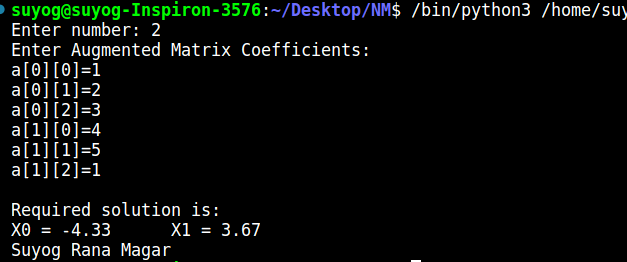 suyog@suyog-Inspiron-3576:~/Desktop/NM$ /bin/python3 /home/suy
Enter number: 2
Enter Augmented Matrix Coefficients:
a[0][0]=1
a[0][1]=2
a[0][2]=3
a[1][0]=4
a[1][1]=5
a[1][2]=1
Required solution is:
X0 = -4.33      X1 = 3.67
Suyog Rana Magar